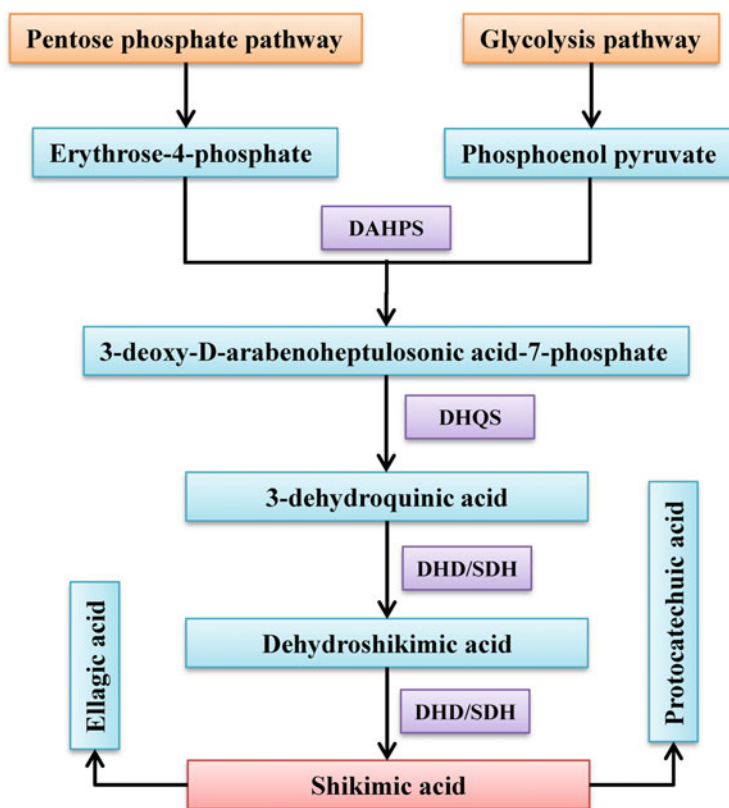 Pentose phosphate pathway
Glycolysis pathway
Erythrose-4-phosphate
Phosphoenol pyruvate
DAHPS
3-deoxy-D-arabenoheptulosonic acid-7-phosphate
DHQS
3-dehydroquinic acid
DHD/SDH
Dehydroshikimic acid
DHD/SDH
Shikimic acid
Ellagic acid
Protocatechuic acid